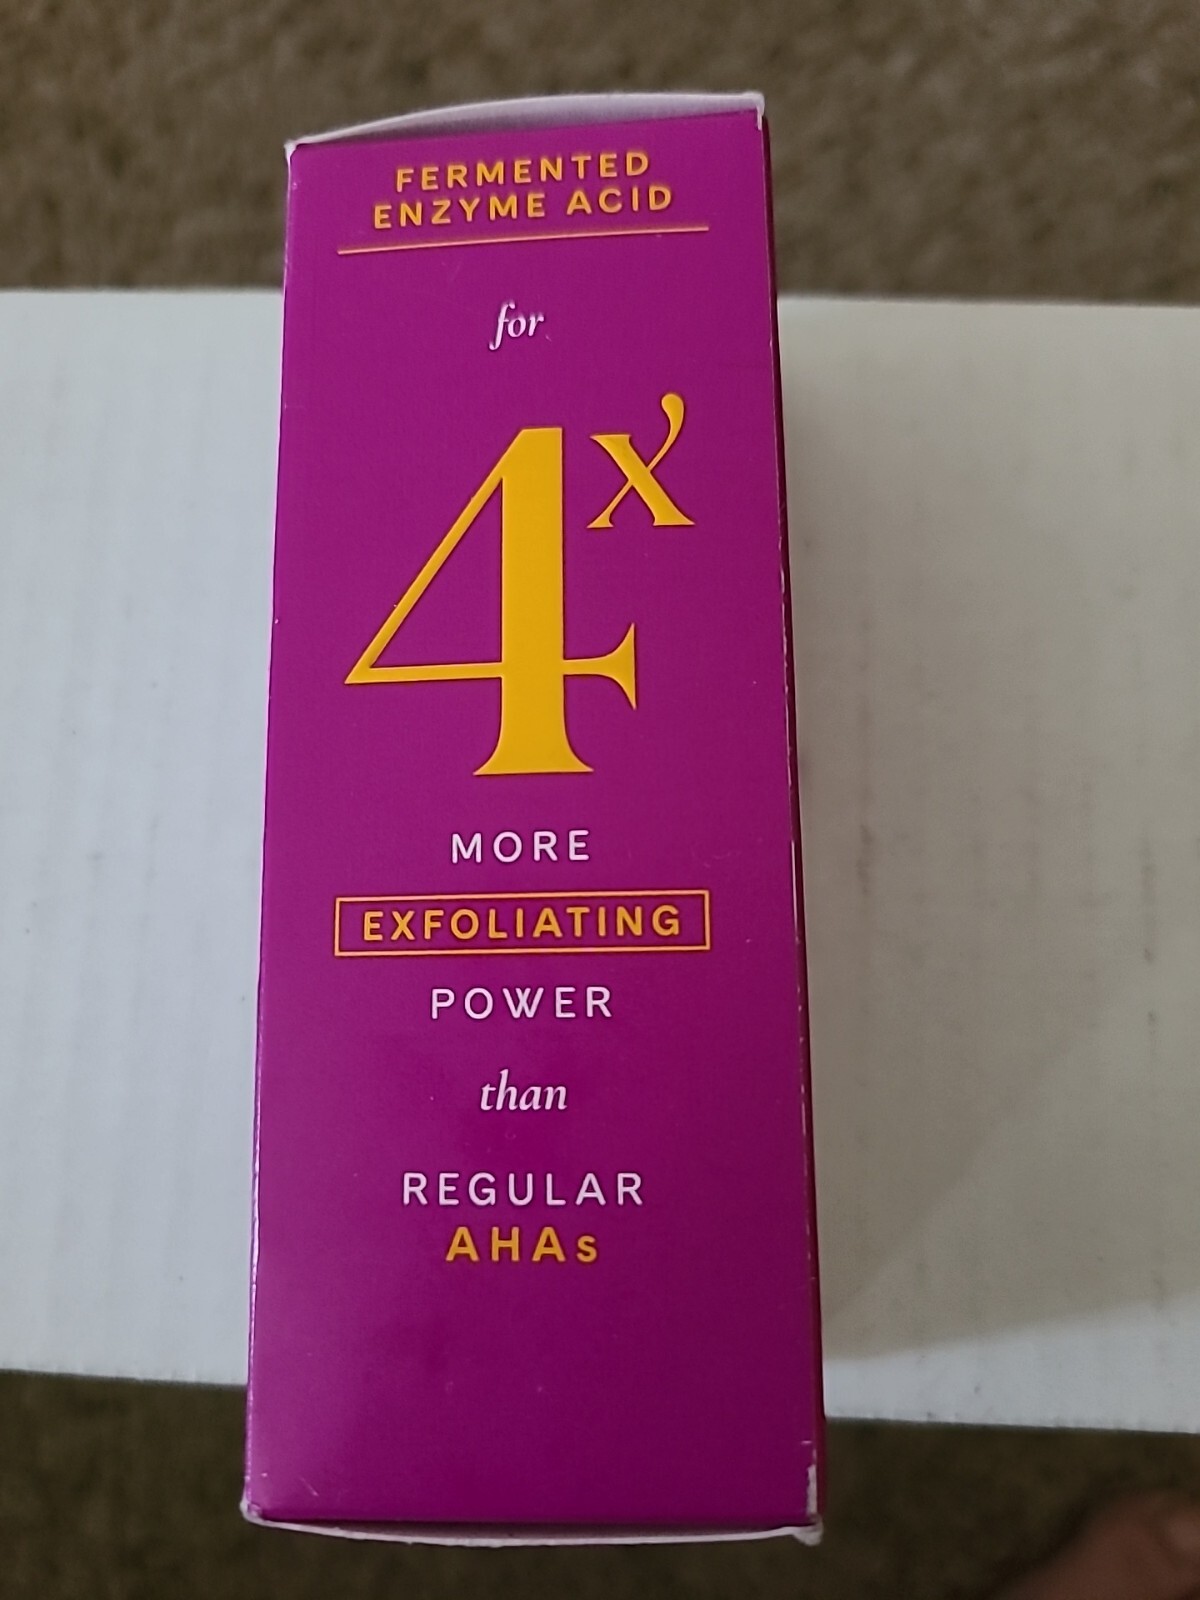 FERMENTED
ENZYME ACID
for
4x
MORE
EXFOLIATING
POWER
than
REGULAR
AHAs